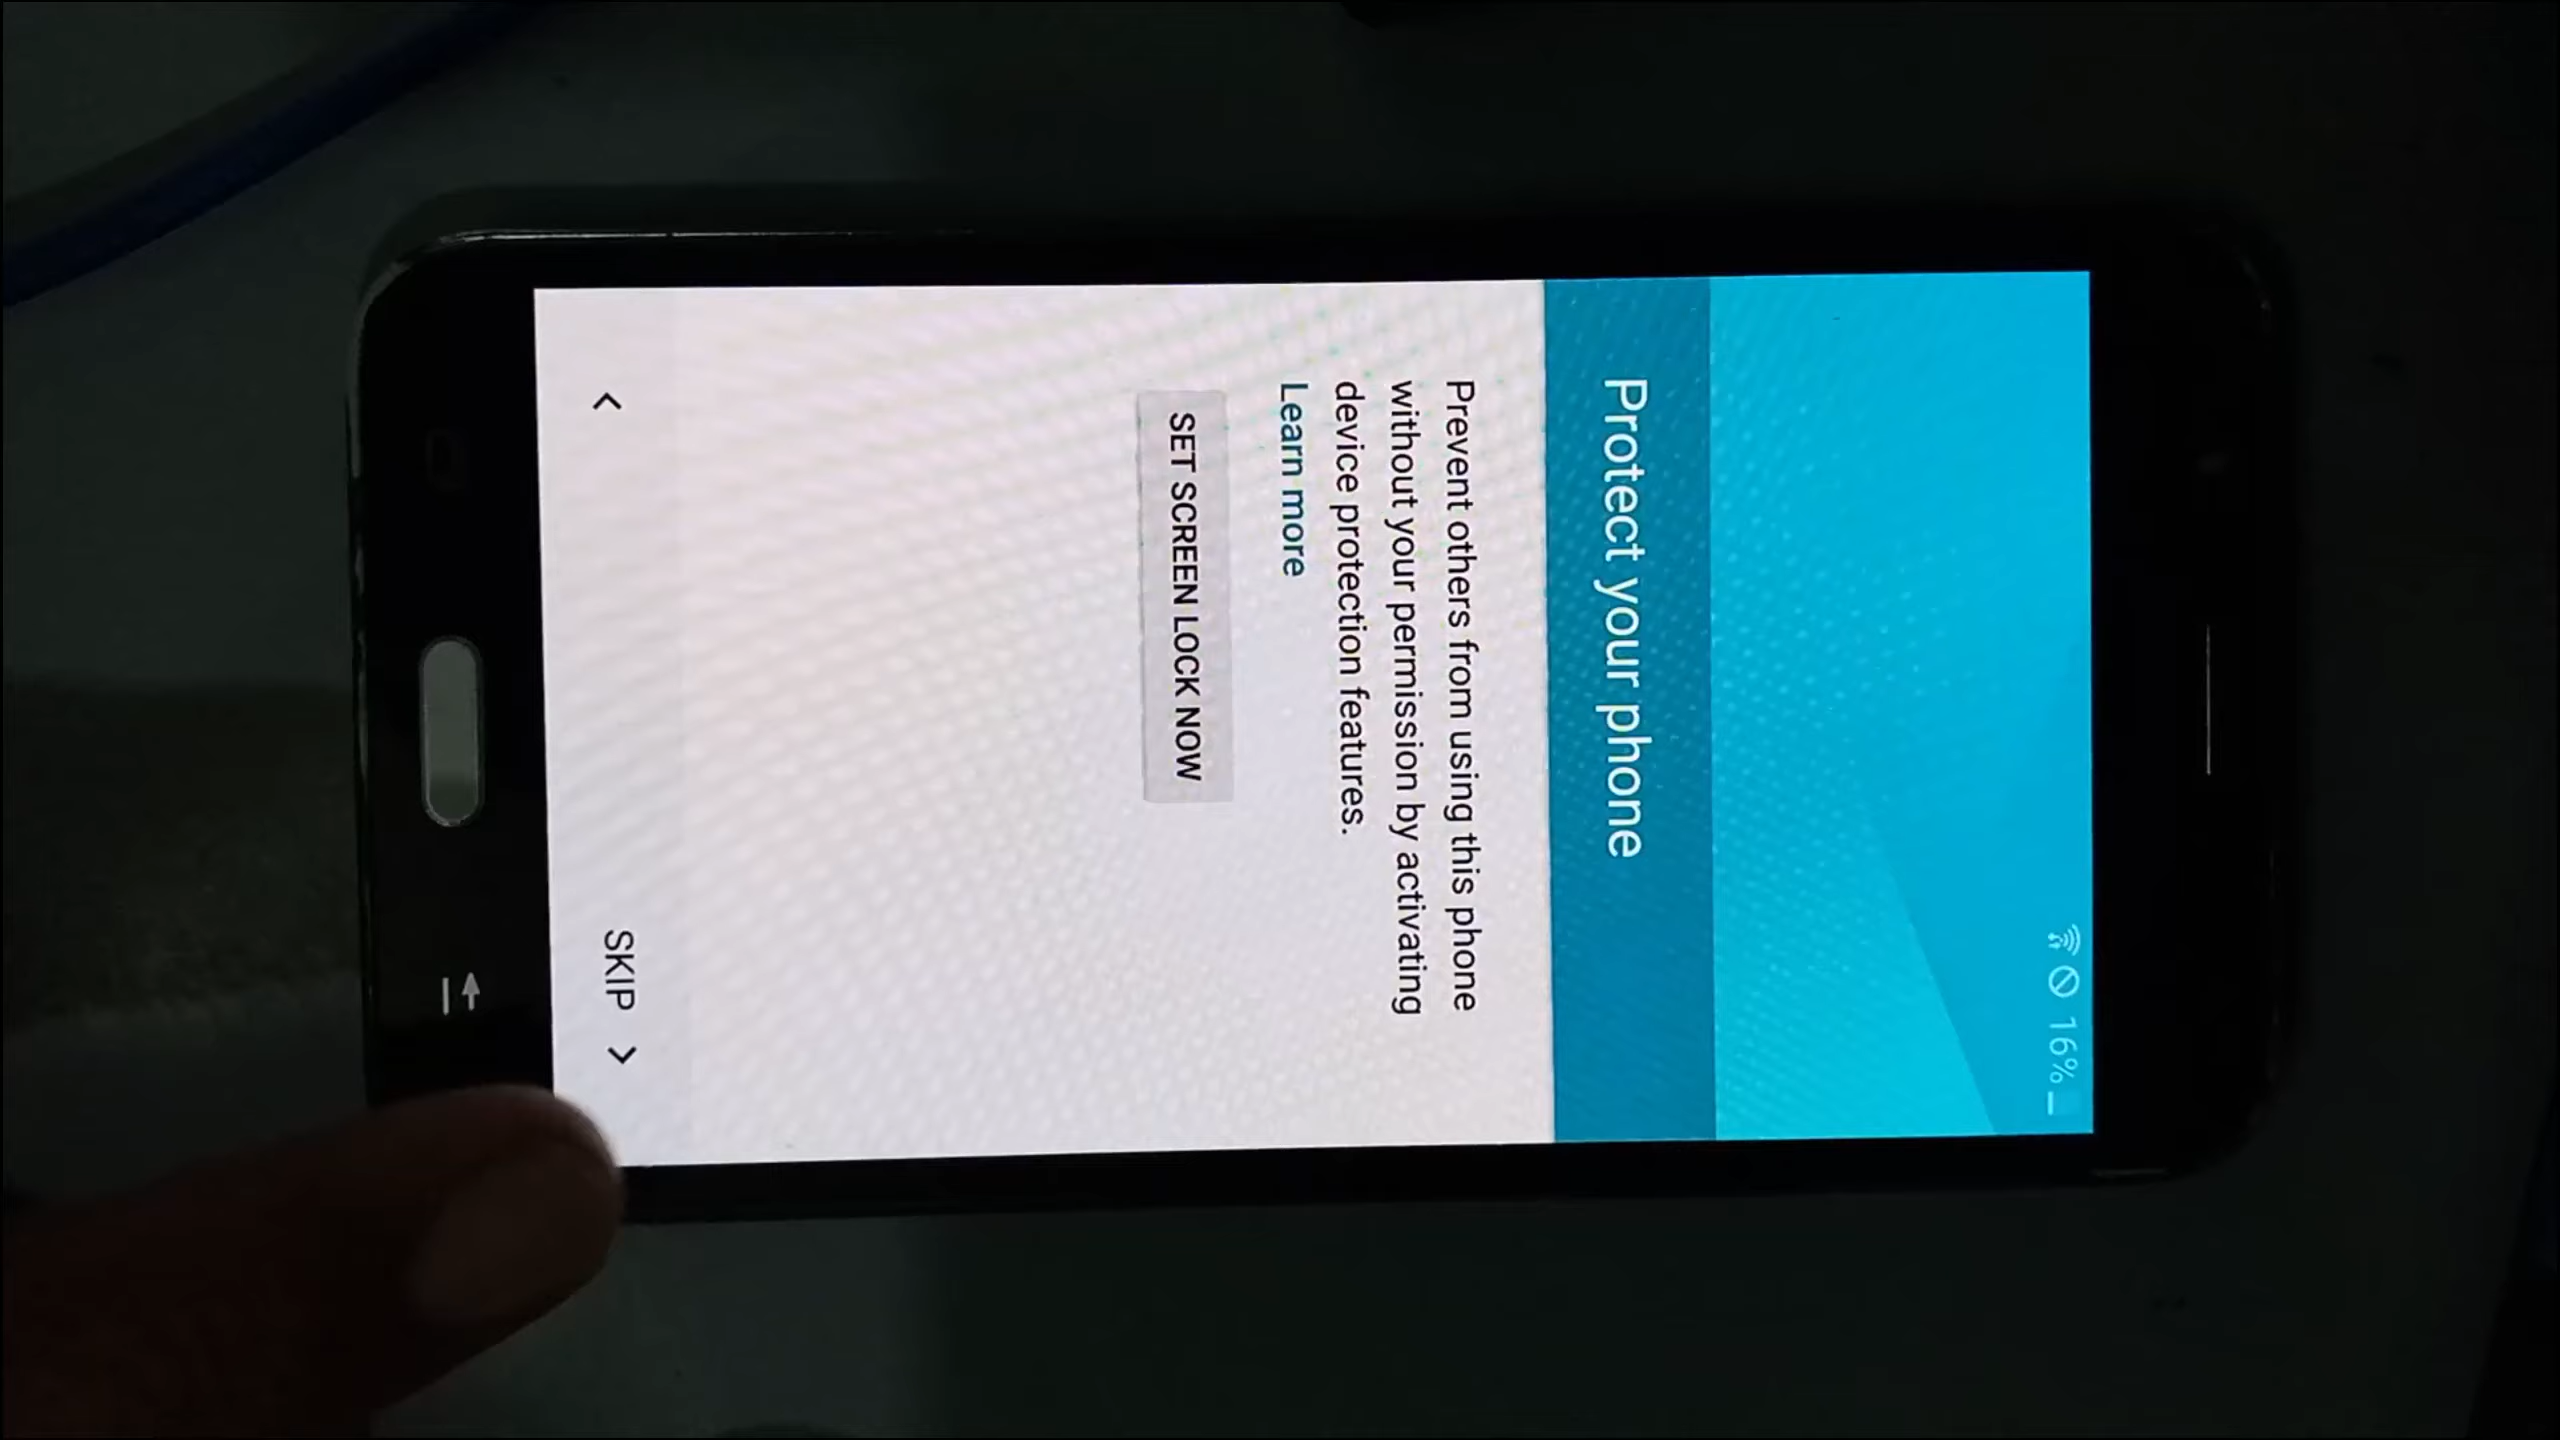 16%
Protect your phone
Prevent others from using this phone
without your permission by activating
device protection features.
Learn more
SET SCREEN LOCK NOW
SKIP